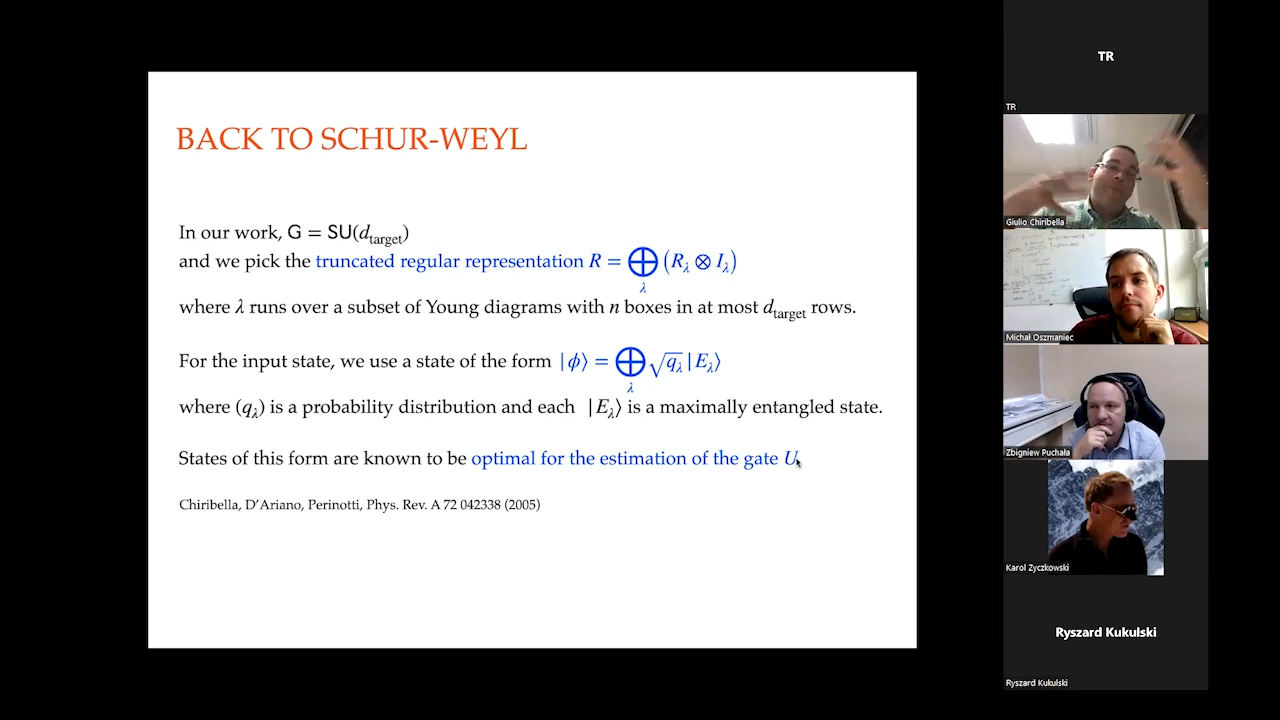 BACK TO SCHUR-WEYL
In our work, G = SU(d_target)
and we pick the truncated regular representation R = ⨁_λ (R_λ ⊗ I_λ)
where λ runs over a subset of Young diagrams with n boxes in at most d_target rows.
For the input state, we use a state of the form |ϕ⟩ = ⨁_λ √q_λ |E_λ⟩
where (q_λ) is a probability distribution and each |E_λ⟩ is a maximally entangled state.
States of this form are known to be optimal for the estimation of the gate U
Chiribella, D'Ariano, Perinotti, Phys. Rev. A 72 042338 (2005)
TR
TR
Giulio Chiribella
Michał Oszmaniec
Zbigniew Puchała
Karol Zyczkowski
Ryszard Kukulski
Ryszard Kukulski